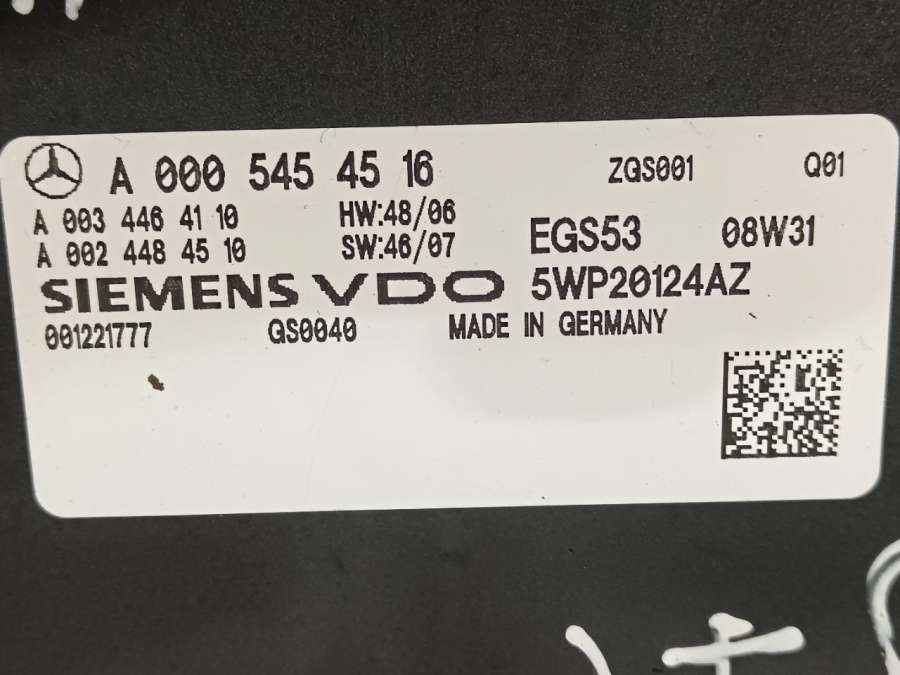 A 000 545 45 16 ZGS001 Q01
A 003 446 41 10 HW:48/06
A 002 448 45 10 SW:46/07 EGS53 08W31
SIEMENS VDO 5WP20124AZ
001221777 GS0040 MADE IN GERMANY